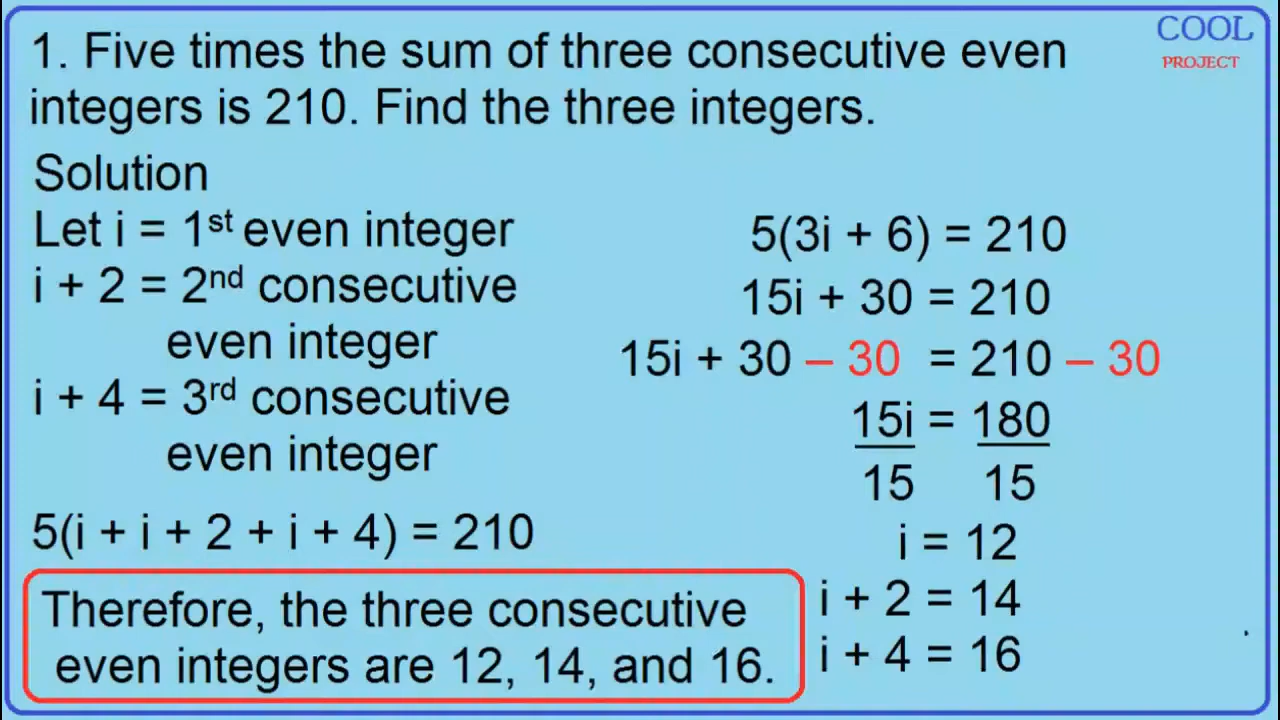 COOL
PROJECT
1. Five times the sum of three consecutive even
integers is 210. Find the three integers.
Solution
Let i = 1st even integer
i + 2 = 2nd consecutive
even integer
i + 4 = 3rd consecutive
even integer
5(i + i + 2 + i + 4) = 210
5(3i + 6) = 210
15i + 30 = 210
15i + 30 – 30 = 210 – 30
15i = 180
15 15
i = 12
i + 2 = 14
i + 4 = 16
Therefore, the three consecutive
even integers are 12, 14, and 16.